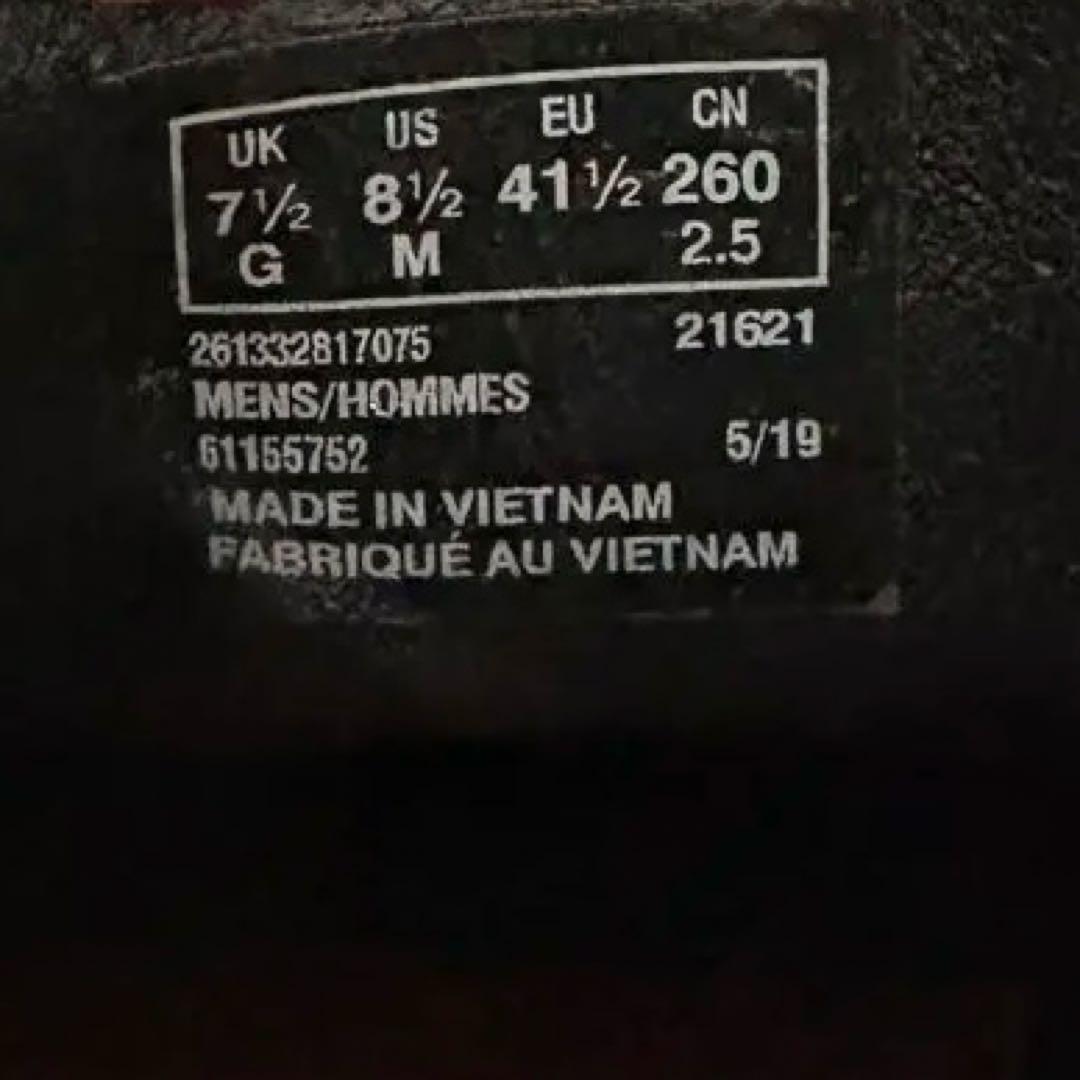 UK US EU CN
7½ 8½ 41½ 260
G M 2.5
261332817075 21621
MENS/HOMMES
61155752 5/19
MADE IN VIETNAM
FABRIQUÉ AU VIETNAM